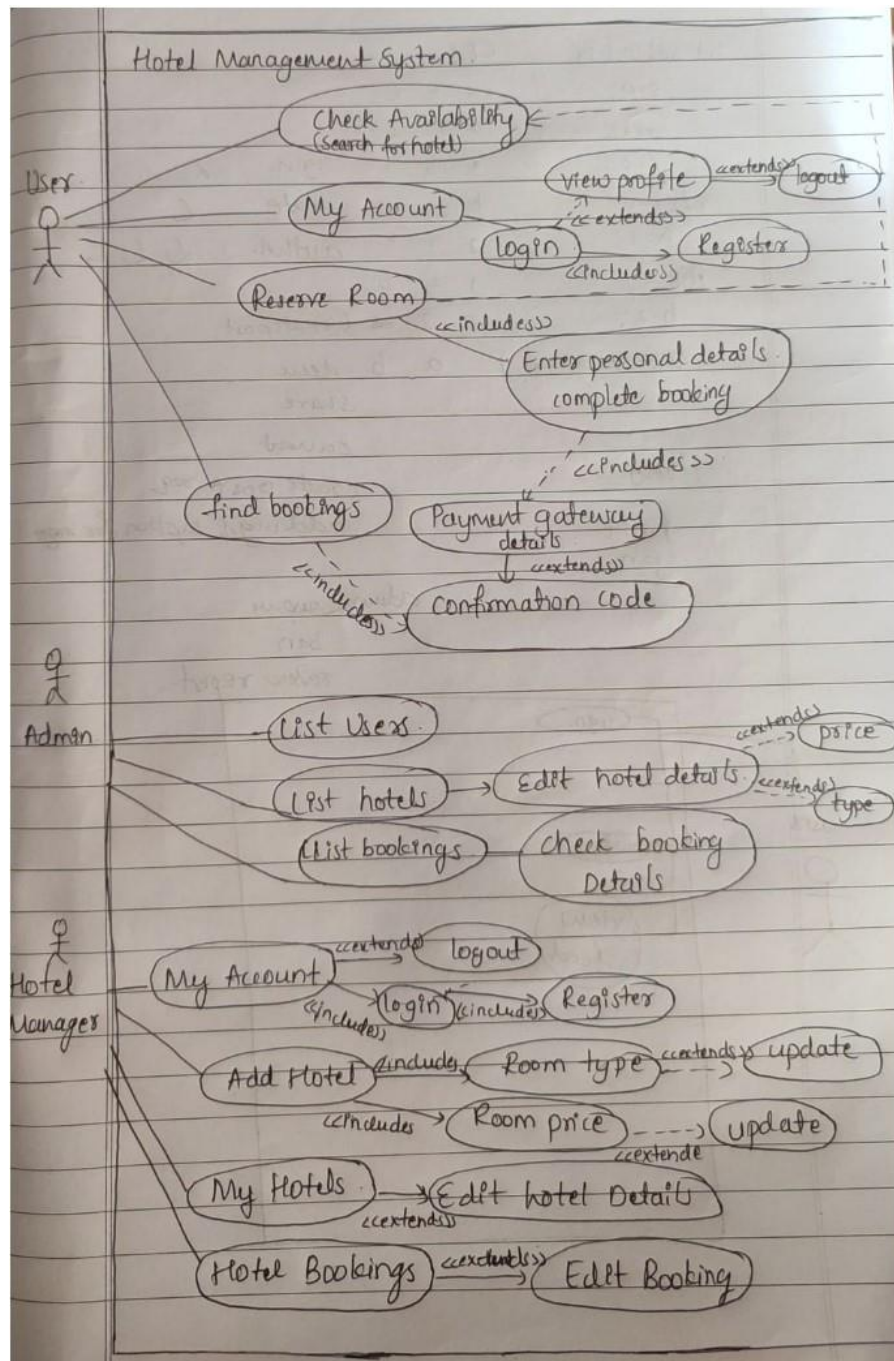 Hotel Management System
Check Availability
(search for hotel)
User
view profile
<<extends>>
logout
My Account
<<extends>>
login
Register
<<includes>>
Reserve Room
<<includes>>
Enter personal details
complete booking
<<includes>>
find bookings
Payment gateway
details
<<extends>>
<<includes>>
confirmation code
Admin
List Users
<<extends>>
price
List hotels
Edit hotel details
<<extends>>
type
List bookings
check booking
Details
<<extends>
logout
Hotel
Manager
My Account
<<includes>>
login
<<includes>>
Register
Add Hotel
<<includes
Room type
<<extends>>
update
<<includes
Room price
update
<<extende
My Hotels
Edit hotel Details
<<extends>>
Hotel Bookings
<<extends>>
Edit Booking